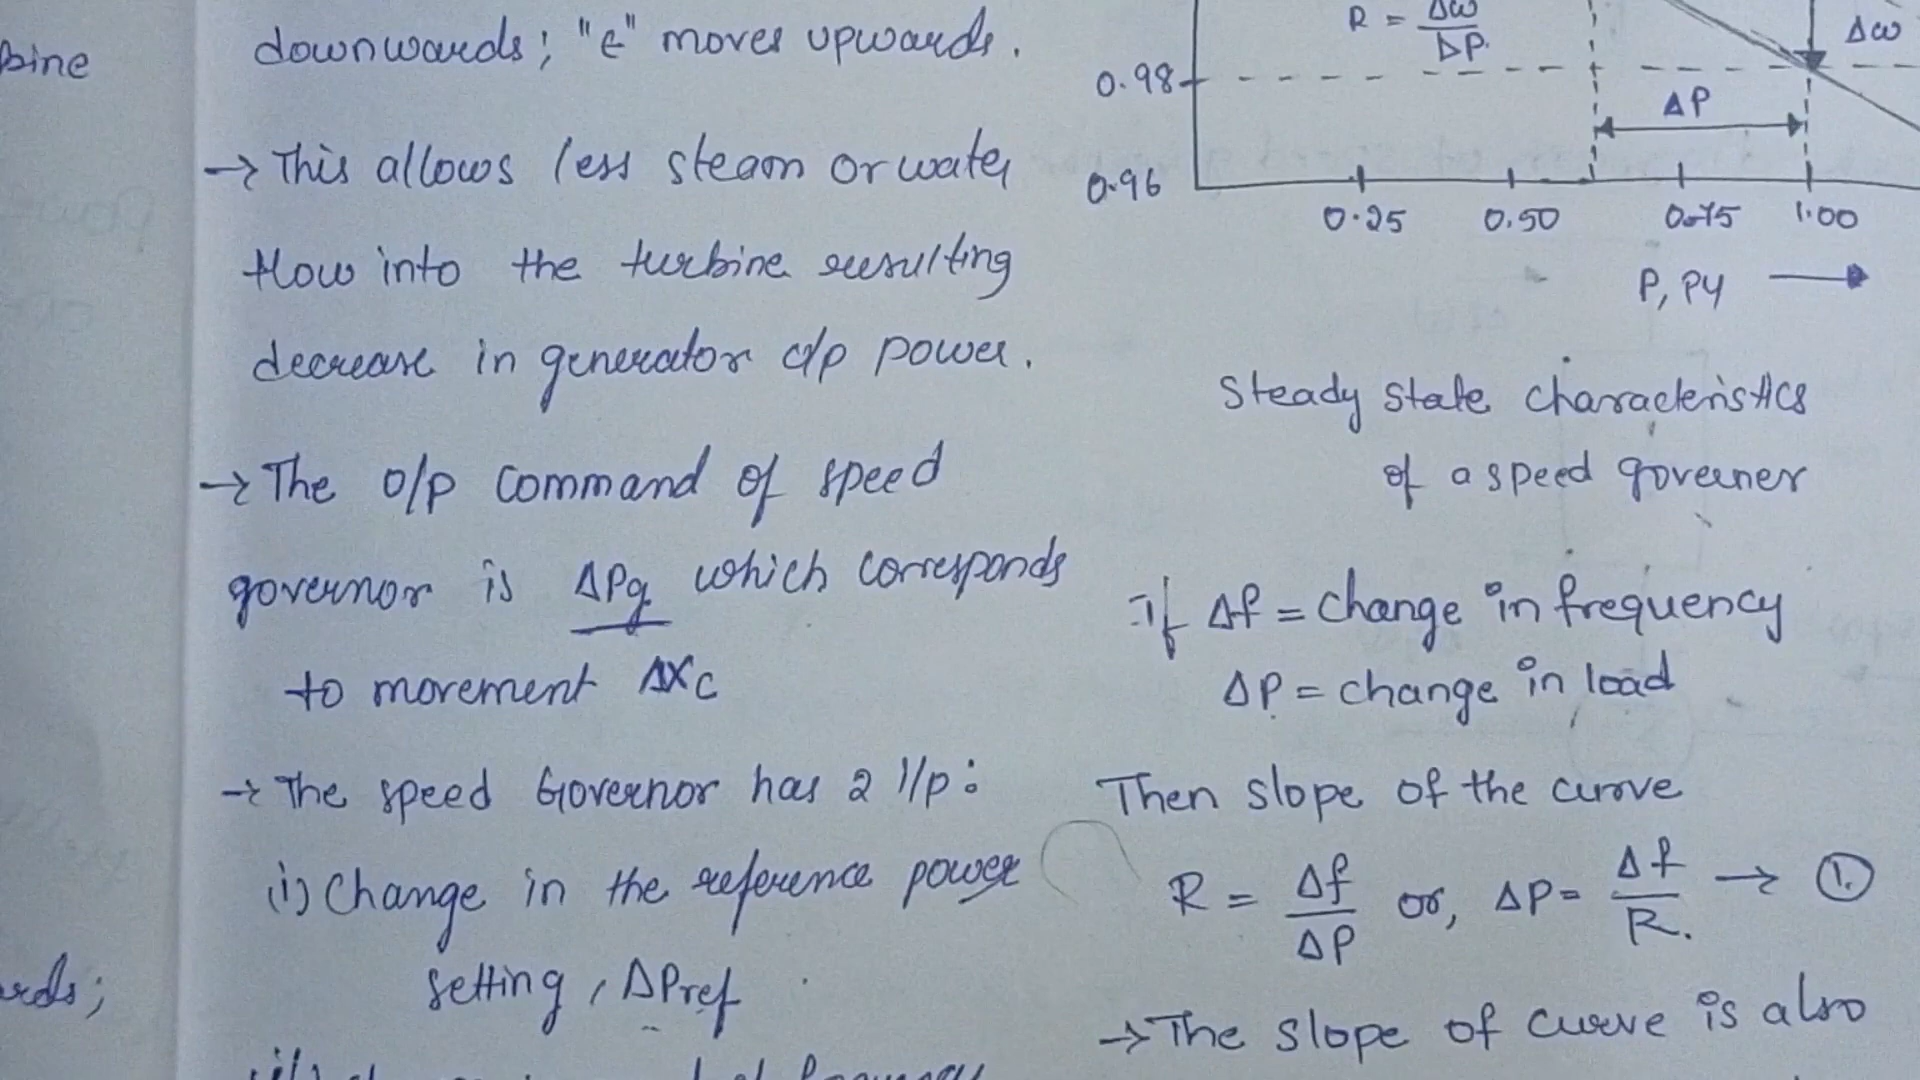 bine
downwards; "E" moves upwards.
→ This allows less steam or water
flow into the turbine resulting
decrease in generator o/p power.
→ The o/p command of speed
governor is ΔPg which corresponds
to movement ΔXc
→ The speed Governor has 2 I/p:
(i) Change in the reference power
setting, ΔPref
R = Δω/ΔP.
Δω
0.98
ΔP
0.96
0.25 0.50 0.75 1.00
P, PU →
Steady State characteristics
of a speed governer
If Δf = change in frequency
ΔP = change in load
Then slope of the curve
R = Δf/ΔP or, ΔP = Δf/R. → ①
→ The slope of curve is also